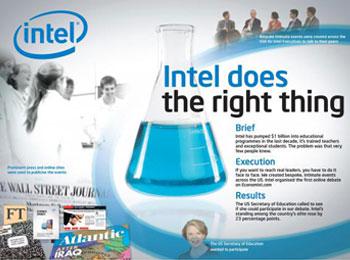 intel
Bespoke intimate events were created across the
USA for Intel Executives to talk to their peers
Intel does
the right thing
Brief
Intel has pumped $1 billion into educational
programmes in the last decade, it's trained teachers
and exceptional students. The problem was that very
few people knew.
Execution
If you want to reach real leaders, you have to do it
face to face. We created bespoke, intimate events
across the US. Intel organised the first online debate
on Economist.com
Results
The US Secretary of Education called to see
if she could participate in our debate. Intel's
standing among the country's elite rose by
23 percentage points.
Prominent press and online sites
were used to publicise the events
THE WALL STREET JOURNAL
FT
Atlantic
IRAQ
The US Secretary of Education
wanted to participate